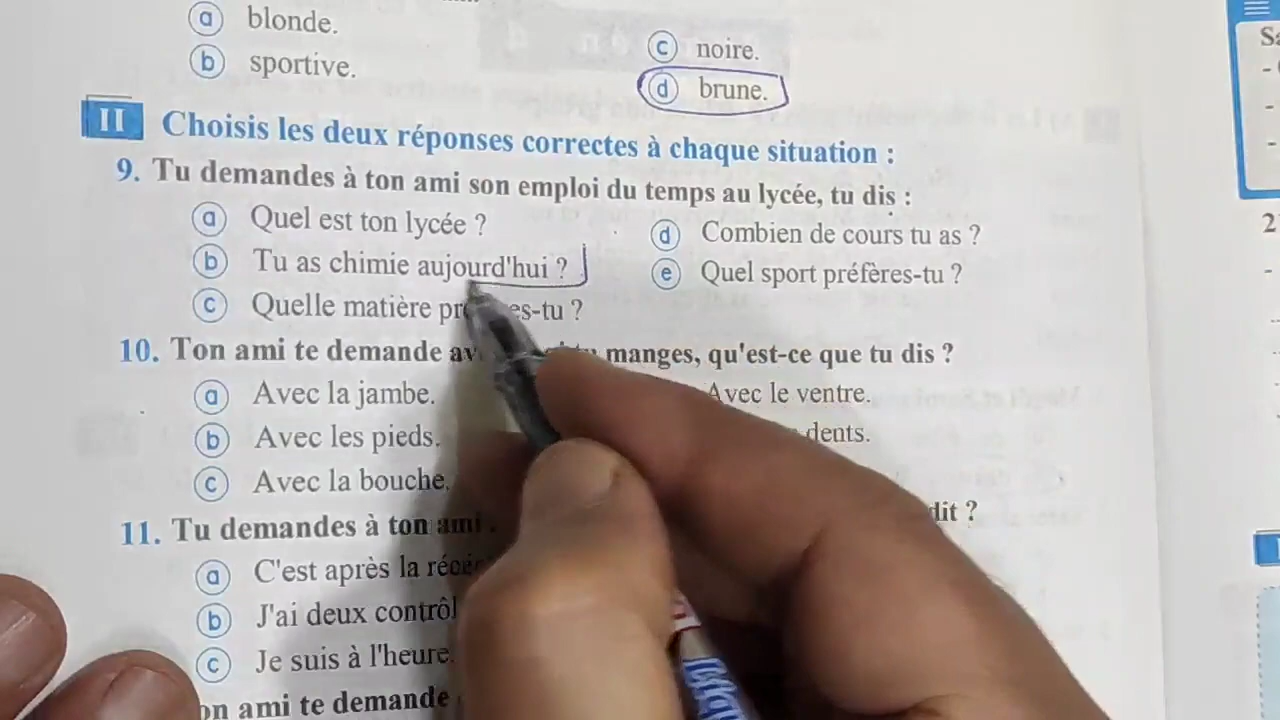 a blonde.
b sportive.
c noire.
d brune.
II Choisis les deux réponses correctes à chaque situation :
9. Tu demandes à ton ami son emploi du temps au lycée, tu dis :
a Quel est ton lycée ?
b Tu as chimie aujourd'hui ?
c Quelle matière es-tu ?
d Combien de cours tu as ?
e Quel sport préfères-tu ?
10. Ton ami te demande manges, qu'est-ce que tu dis ?
a Avec la jambe.
b Avec les pieds.
c Avec la bouche.
Avec le ventre.
dents.
11. Tu demandes à ton ami dit ?
a C'est après la
b J'ai deux
c Je suis à l'heure.
ami te demande
2